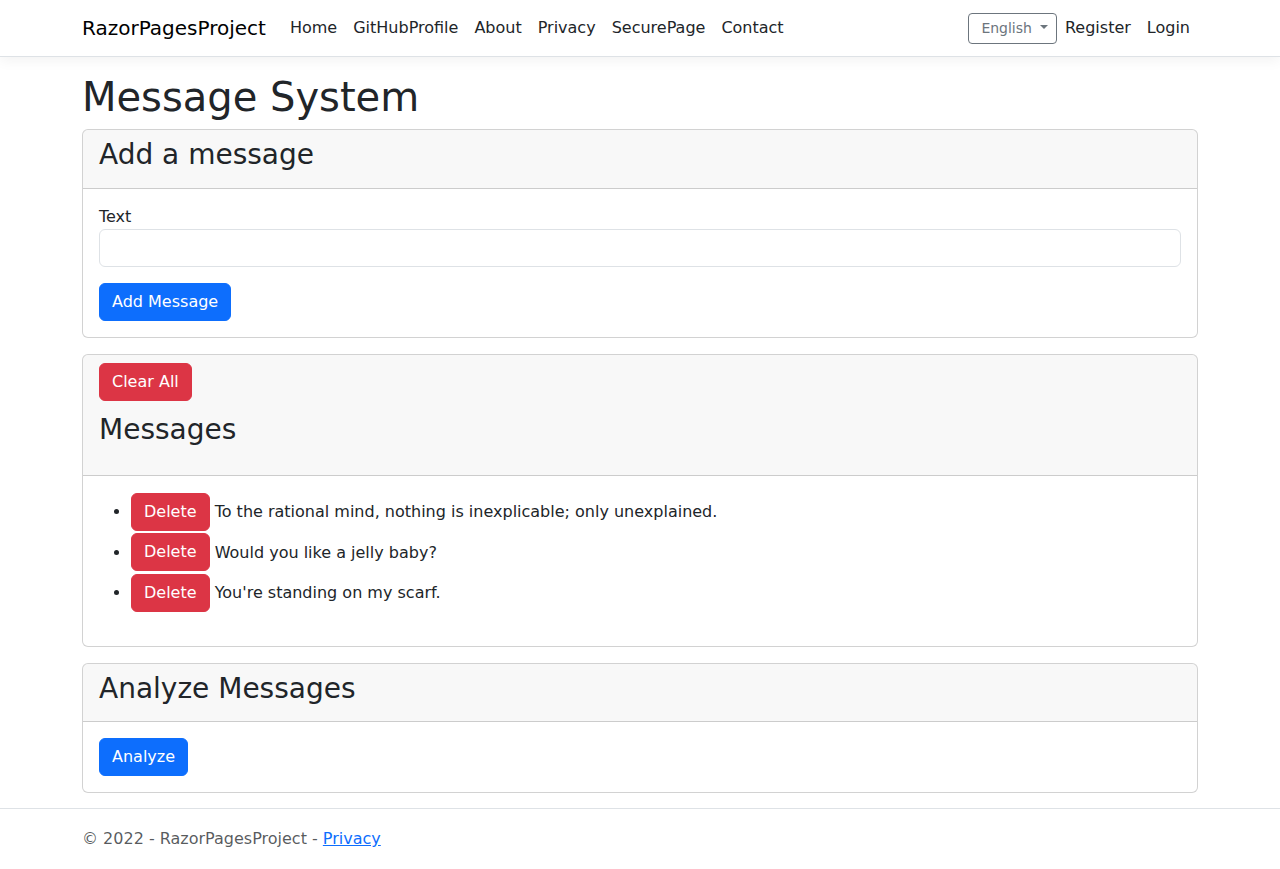 RazorPagesProject Home GitHubProfile About Privacy SecurePage Contact English Register Login
Message System
Add a message
Text
Add Message
Clear All
Messages
Delete To the rational mind, nothing is inexplicable; only unexplained.
Delete Would you like a jelly baby?
Delete You're standing on my scarf.
Analyze Messages
Analyze
© 2022 - RazorPagesProject - Privacy